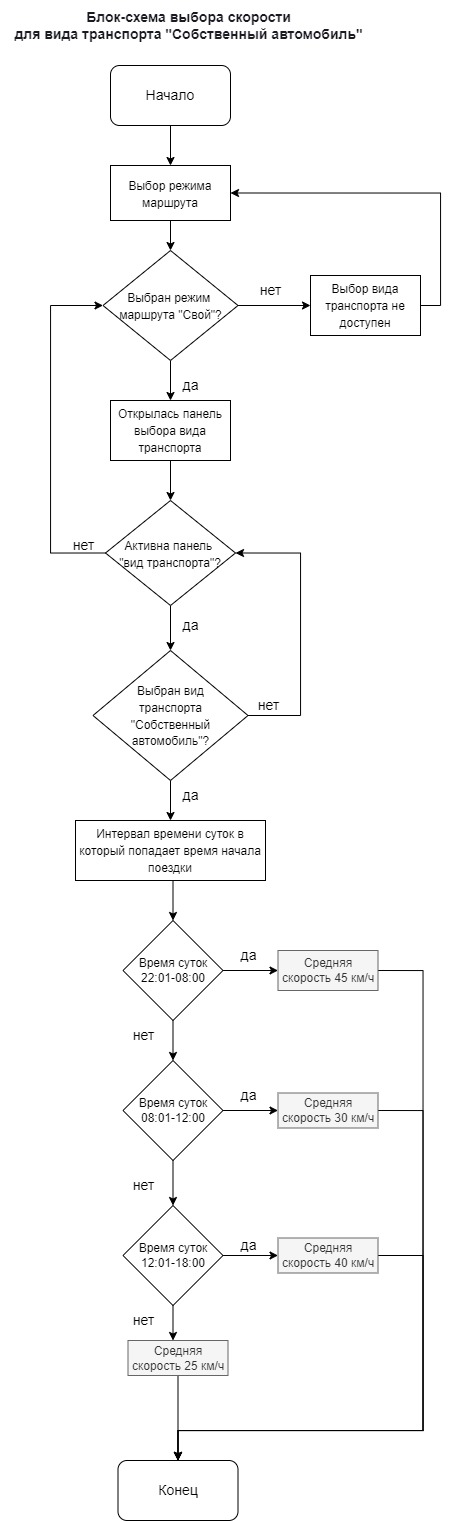 Блок-схема выбора скорости
для вида транспорта "Собственный автомобиль"
Начало
Выбор режима
маршрута
Выбран режим
маршрута "Свой"?
нет
Выбор вида
транспорта не
доступен
да
Открылась панель
выбора вида
транспорта
Активна панель
"вид транспорта"?
нет
да
Выбран вид
транспорта
"Собственный
автомобиль"?
нет
да
Интервал времени суток в
который попадает время начала
поездки
Время суток
22:01-08:00
да
Средняя
скорость 45 км/ч
нет
Время суток
08:01-12:00
да
Средняя
скорость 30 км/ч
нет
Время суток
12:01-18:00
да
Средняя
скорость 40 км/ч
нет
Средняя
скорость 25 км/ч
Конец